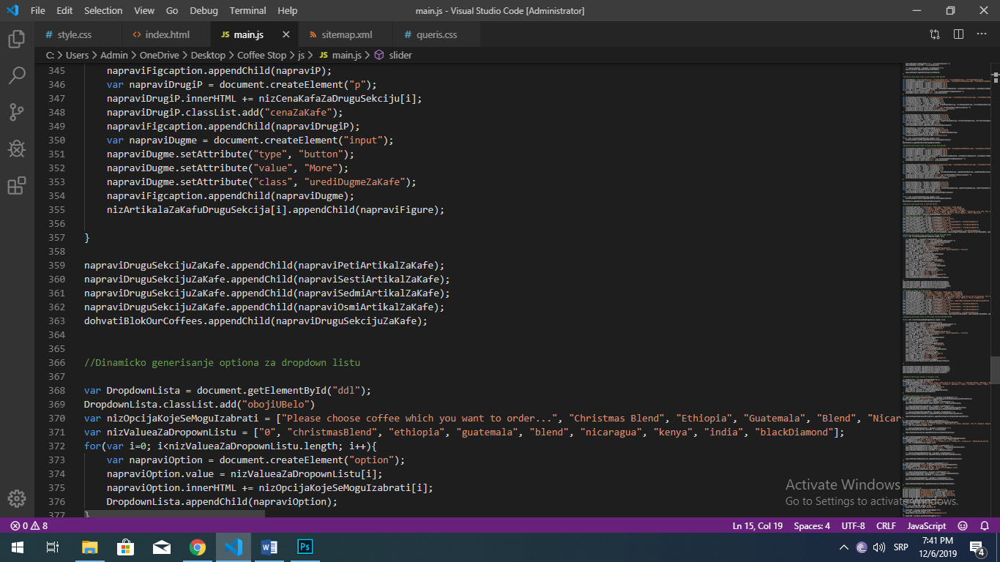 File Edit Selection View Go Debug Terminal Help main.js - Visual Studio Code [Administrator]
# style.css <> index.html JS main.js sitemap.xml # queris.css
C: > Users > Admin > OneDrive > Desktop > Coffee Stop > js > JS main.js > slider
345 napraviFigcaption.appendChild(napraviP);
346 var napraviDrugiP = document.createElement("p");
347 napraviDrugiP.innerHTML += nizCenaKafaZaDruguSekciju[i];
348 napraviDrugiP.classList.add("cenaZaKafe");
349 napraviFigcaption.appendChild(napraviDrugiP);
350 var napraviDugme = document.createElement("input");
351 napraviDugme.setAttribute("type", "button");
352 napraviDugme.setAttribute("value", "More");
353 napraviDugme.setAttribute("class", "urediDugmeZaKafe");
354 napraviFigcaption.appendChild(napraviDugme);
355 nizArtikalaZaKafuDruguSekcija[i].appendChild(napraviFigure);
356
357 }
358
359 napraviDruguSekcijuZaKafe.appendChild(napraviPetiArtikalZaKafe);
360 napraviDruguSekcijuZaKafe.appendChild(napraviSestiArtikalZaKafe);
361 napraviDruguSekcijuZaKafe.appendChild(napraviSedmiArtikalZaKafe);
362 napraviDruguSekcijuZaKafe.appendChild(napraviOsmiArtikalZaKafe);
363 dohvatiBlokOurCoffees.appendChild(napraviDruguSekcijuZaKafe);
364
365
366 //Dinamicko generisanje optiona za dropdown listu
367
368 var DropdownLista = document.getElementById("ddl");
369 DropdownLista.classList.add("obojiUBelo")
370 var nizOpcijaKojeSeMoguIzabrati = ["Please choose coffee which you want to order...", "Christmas Blend", "Ethiopia", "Guatemala", "Blend", "Nicar
371 var nizValueaZaDropownListu = ["0", "christmasBlend", "ethiopia", "guatemala", "blend", "nicaragua", "kenya", "india", "blackDiamond"];
372 for(var i=0; i<nizValueaZaDropownListu.length; i++){
373 var napraviOption = document.createElement("option");
374 napraviOption.value = nizValueaZaDropownListu[i];
375 napraviOption.innerHTML += nizOpcijaKojeSeMoguIzabrati[i];
376 DropdownLista.appendChild(napraviOption);
377 }
Activate Windows
Go to Settings to activate Windows.
0 8 Ln 15, Col 19 Spaces: 4 UTF-8 CRLF JavaScript
W Ps SRP 7:41 PM
12/6/2019 4